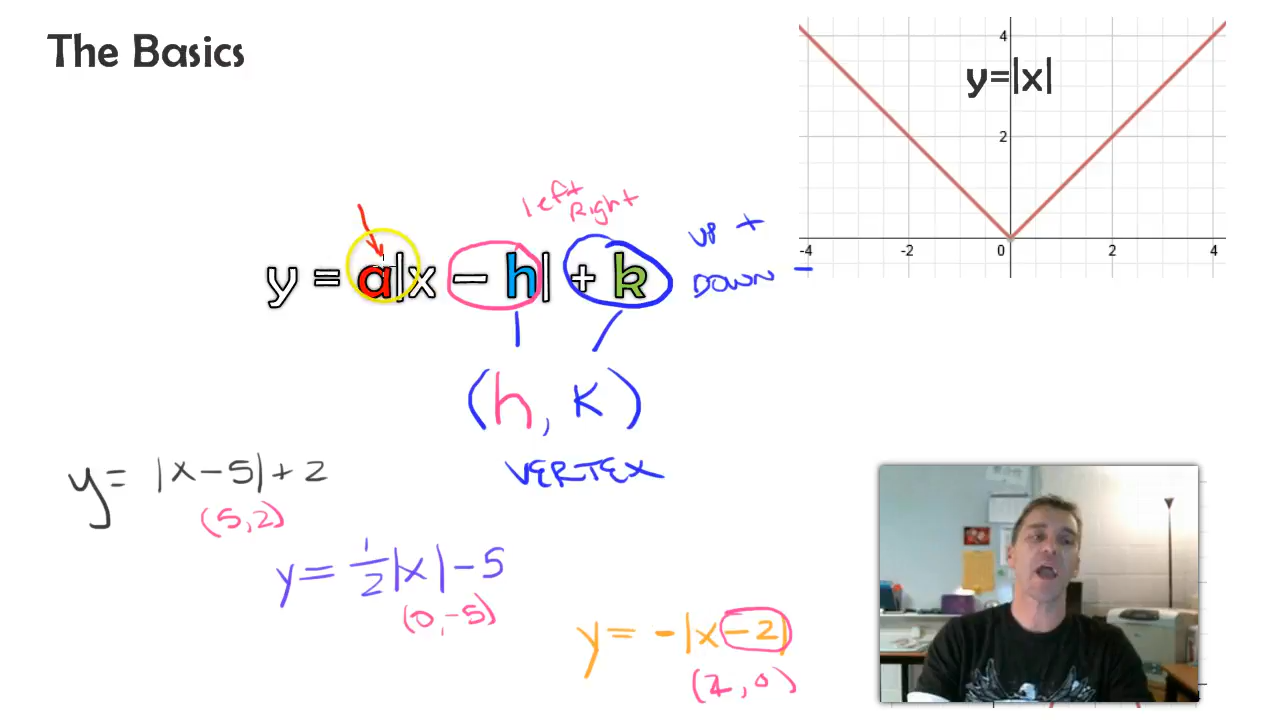 The Basics
4
y=|x|
2
-4 -2 0 2 4
left
Right
UP +
DOWN -
y = a|x - h| + k
(h, k)
VERTEX
y = |x-5| + 2
(5,2)
y = 1/2|x| - 5
(0,-5)
y = -|x-2|
(2,0)